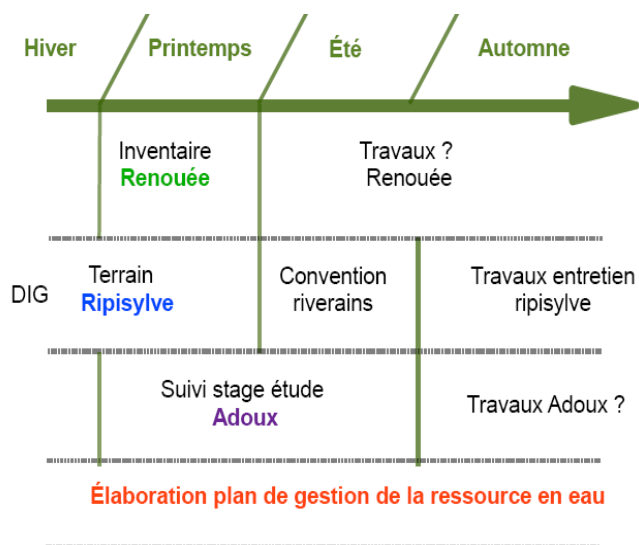 Hiver Printemps Été Automne
Inventaire
Renouée
Travaux ?
Renouée
DIG
Terrain
Ripisylve
Convention
riverains
Travaux entretien
ripisylve
Suivi stage étude
Adoux
Travaux Adoux ?
Élaboration plan de gestion de la ressource en eau